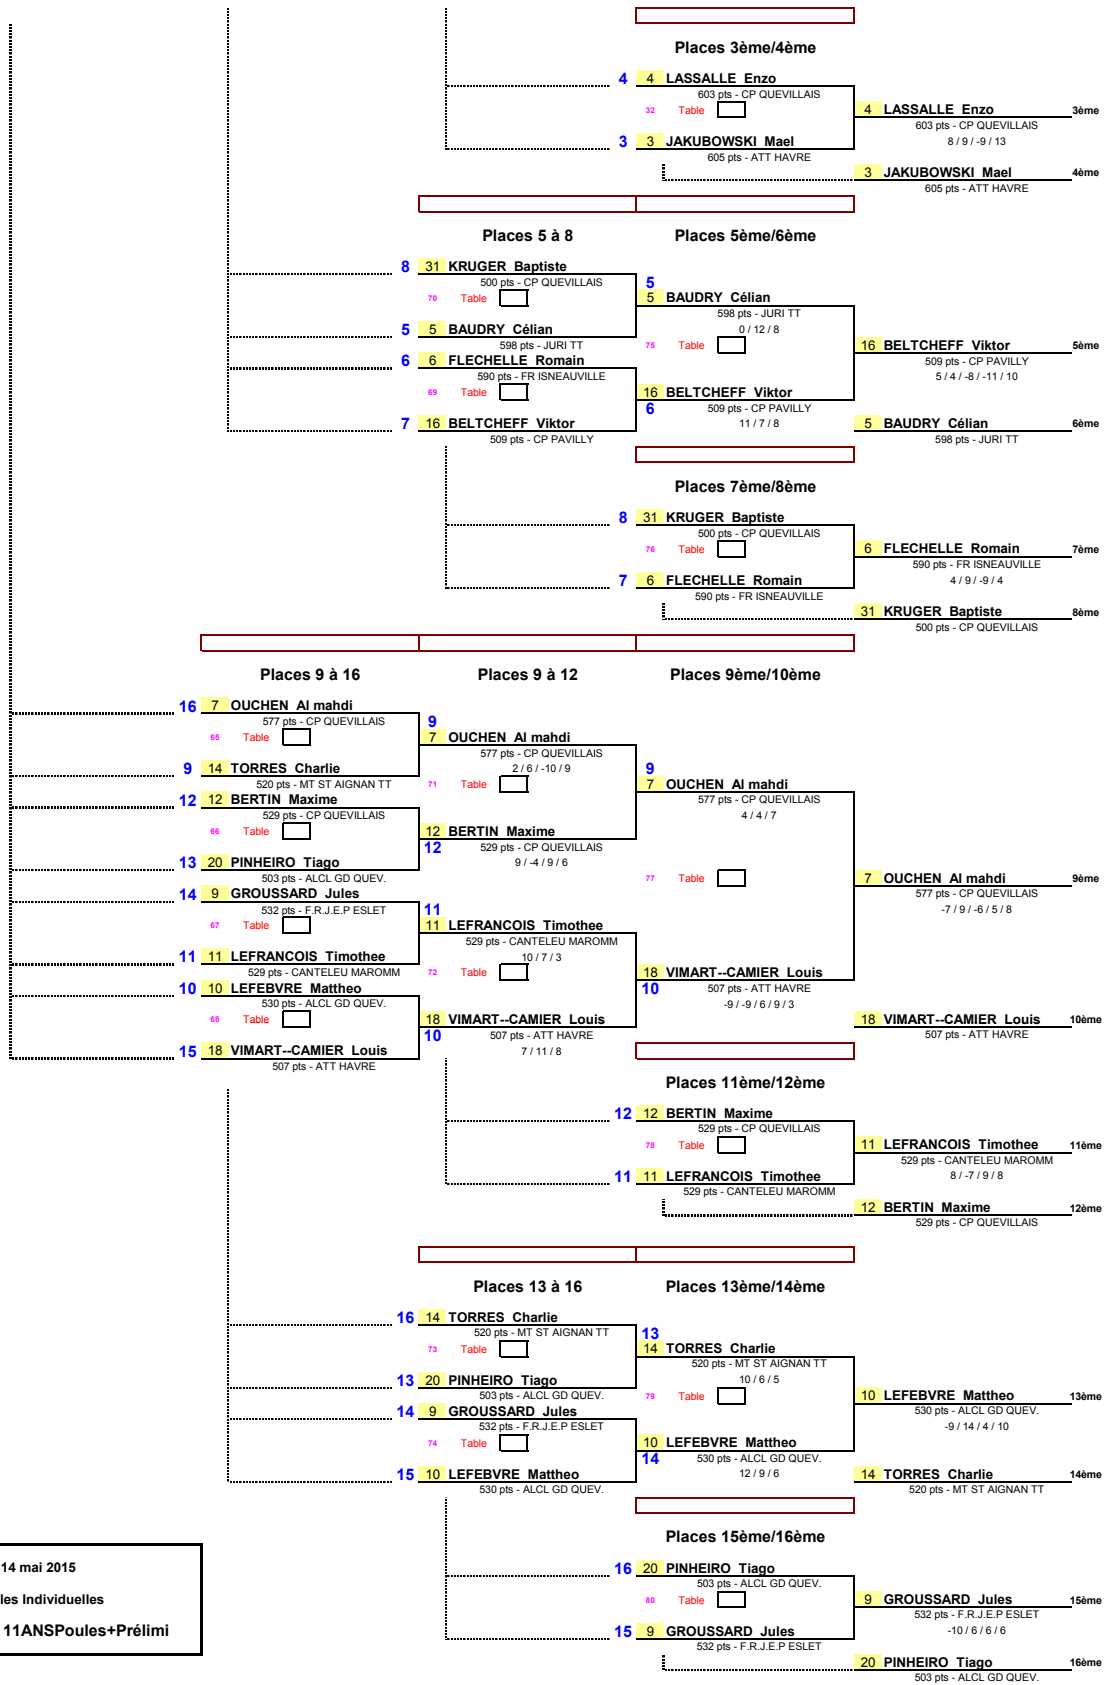 Places 3ème/4ème
4 4 LASSALLE Enzo
603 pts - CP QUEVILLAIS
32 Table
4 LASSALLE Enzo 3ème
603 pts - CP QUEVILLAIS
8 / 9 / -9 / 13
3 3 JAKUBOWSKI Mael
605 pts - ATT HAVRE
3 JAKUBOWSKI Mael 4ème
605 pts - ATT HAVRE
Places 5 à 8 Places 5ème/6ème
8 31 KRUGER Baptiste
500 pts - CP QUEVILLAIS
70 Table
5
5 BAUDRY Célian
598 pts - JURI TT
0 / 12 / 8
5 5 BAUDRY Célian
598 pts - JURI TT
75 Table
16 BELTCHEFF Viktor 5ème
509 pts - CP PAVILLY
5 / 4 / -8 / -11 / 10
6 6 FLECHELLE Romain
590 pts - FR ISNEAUVILLE
69 Table
16 BELTCHEFF Viktor
6 509 pts - CP PAVILLY
11 / 7 / 8
7 16 BELTCHEFF Viktor
509 pts - CP PAVILLY
5 BAUDRY Célian 6ème
598 pts - JURI TT
Places 7ème/8ème
8 31 KRUGER Baptiste
500 pts - CP QUEVILLAIS
76 Table
6 FLECHELLE Romain 7ème
590 pts - FR ISNEAUVILLE
4 / 9 / -9 / 4
7 6 FLECHELLE Romain
590 pts - FR ISNEAUVILLE
31 KRUGER Baptiste 8ème
500 pts - CP QUEVILLAIS
Places 9 à 16 Places 9 à 12 Places 9ème/10ème
16 7 OUCHEN Al mahdi
577 pts - CP QUEVILLAIS
65 Table
9
7 OUCHEN Al mahdi
577 pts - CP QUEVILLAIS
2 / 6 / -10 / 9
9 14 TORRES Charlie
520 pts - MT ST AIGNAN TT
71 Table
9
7 OUCHEN Al mahdi
577 pts - CP QUEVILLAIS
4 / 4 / 7
12 12 BERTIN Maxime
529 pts - CP QUEVILLAIS
66 Table
12 BERTIN Maxime
12 529 pts - CP QUEVILLAIS
9 / -4 / 9 / 6
13 20 PINHEIRO Tiago
503 pts - ALCL GD QUEV.
77 Table
7 OUCHEN Al mahdi 9ème
577 pts - CP QUEVILLAIS
-7 / 9 / -6 / 5 / 8
14 9 GROUSSARD Jules
532 pts - F.R.J.E.P ESLET
67 Table
11
11 LEFRANCOIS Timothee
529 pts - CANTELEU MAROMM
10 / 7 / 3
11 11 LEFRANCOIS Timothee
529 pts - CANTELEU MAROMM
72 Table
18 VIMART--CAMIER Louis
10 507 pts - ATT HAVRE
-9 / -9 / 6 / 9 / 3
10 10 LEFEBVRE Mattheo
530 pts - ALCL GD QUEV.
68 Table
18 VIMART--CAMIER Louis
10 507 pts - ATT HAVRE
7 / 11 / 8
18 VIMART--CAMIER Louis 10ème
507 pts - ATT HAVRE
15 18 VIMART--CAMIER Louis
507 pts - ATT HAVRE
Places 11ème/12ème
12 12 BERTIN Maxime
529 pts - CP QUEVILLAIS
78 Table
11 LEFRANCOIS Timothee 11ème
529 pts - CANTELEU MAROMM
8 / -7 / 9 / 8
11 11 LEFRANCOIS Timothee
529 pts - CANTELEU MAROMM
12 BERTIN Maxime 12ème
529 pts - CP QUEVILLAIS
Places 13 à 16 Places 13ème/14ème
16 14 TORRES Charlie
520 pts - MT ST AIGNAN TT
73 Table
13
14 TORRES Charlie
520 pts - MT ST AIGNAN TT
10 / 6 / 5
13 20 PINHEIRO Tiago
503 pts - ALCL GD QUEV.
79 Table
10 LEFEBVRE Mattheo 13ème
530 pts - ALCL GD QUEV.
-9 / 14 / 4 / 10
14 9 GROUSSARD Jules
532 pts - F.R.J.E.P ESLET
74 Table
10 LEFEBVRE Mattheo
14 530 pts - ALCL GD QUEV.
12 / 9 / 6
15 10 LEFEBVRE Mattheo
530 pts - ALCL GD QUEV.
14 TORRES Charlie 14ème
520 pts - MT ST AIGNAN TT
Places 15ème/16ème
16 20 PINHEIRO Tiago
503 pts - ALCL GD QUEV.
80 Table
9 GROUSSARD Jules 15ème
532 pts - F.R.J.E.P ESLET
-10 / 6 / 6 / 6
15 9 GROUSSARD Jules
532 pts - F.R.J.E.P ESLET
20 PINHEIRO Tiago 16ème
503 pts - ALCL GD QUEV.
14 mai 2015
les Individuelles
11ANSPoules+Prélimi